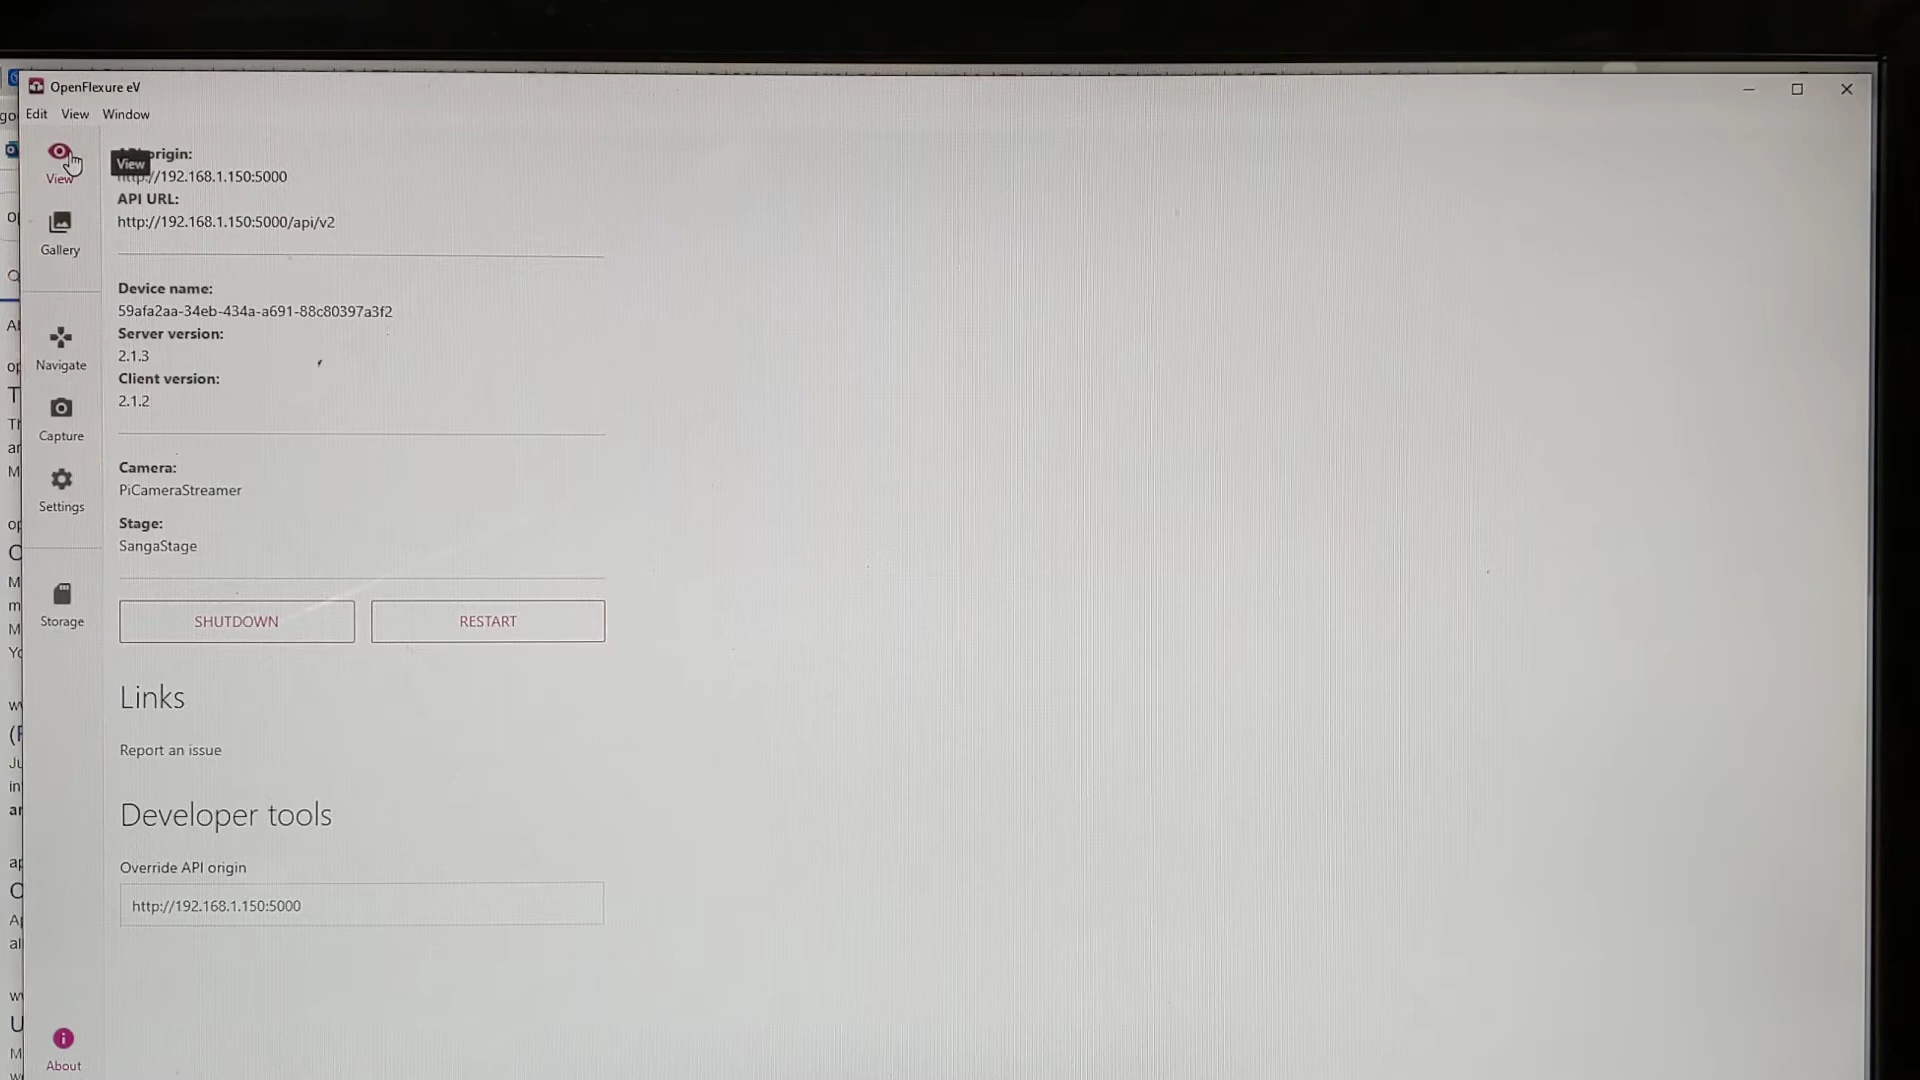 OpenFlexure eV
Edit View Window
View
View
Gallery
Navigate
Capture
Settings
Storage
About
origin:
http://192.168.1.150:5000
API URL:
http://192.168.1.150:5000/api/v2
Device name:
59afa2aa-34eb-434a-a691-88c80397a3f2
Server version:
2.1.3
Client version:
2.1.2
Camera:
PiCameraStreamer
Stage:
SangaStage
SHUTDOWN RESTART
Links
Report an issue
Developer tools
Override API origin
http://192.168.1.150:5000